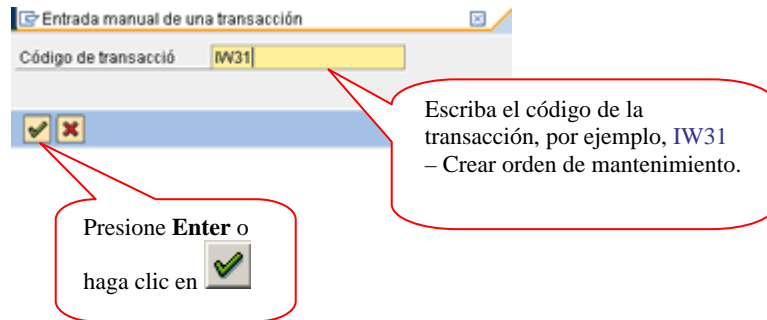 Entrada manual de una transacción
Código de transacció IW31
Escriba el código de la
transacción, por ejemplo, IW31
– Crear orden de mantenimiento.
Presione Enter o
haga clic en